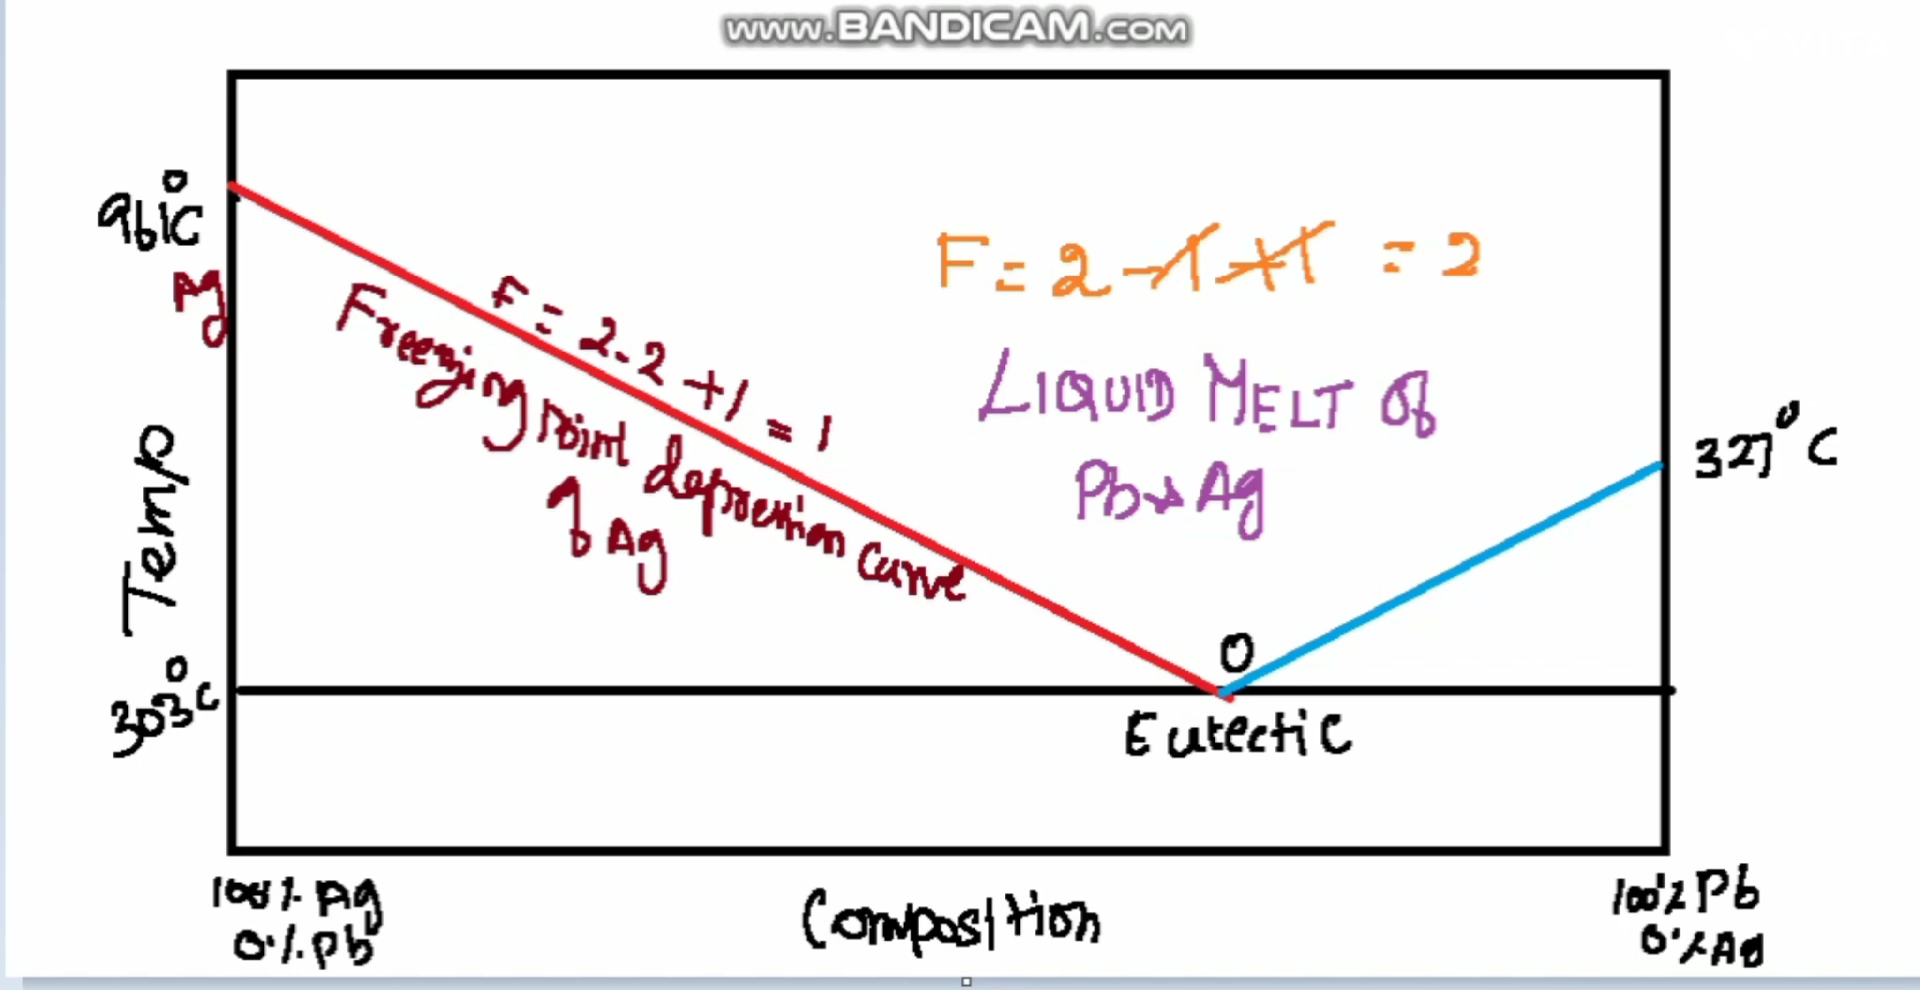 www.BANDICAM.com
961°C
Ag
F = 2-2+1 = 1
Freezing point depression curve
of Ag
F = 2-1+1 = 2
LIQUID MELT of
Pb & Ag
327°C
Temp
303°C
O
Eutectic
100% Ag
0% Pb
Composition
100% Pb
0% Ag